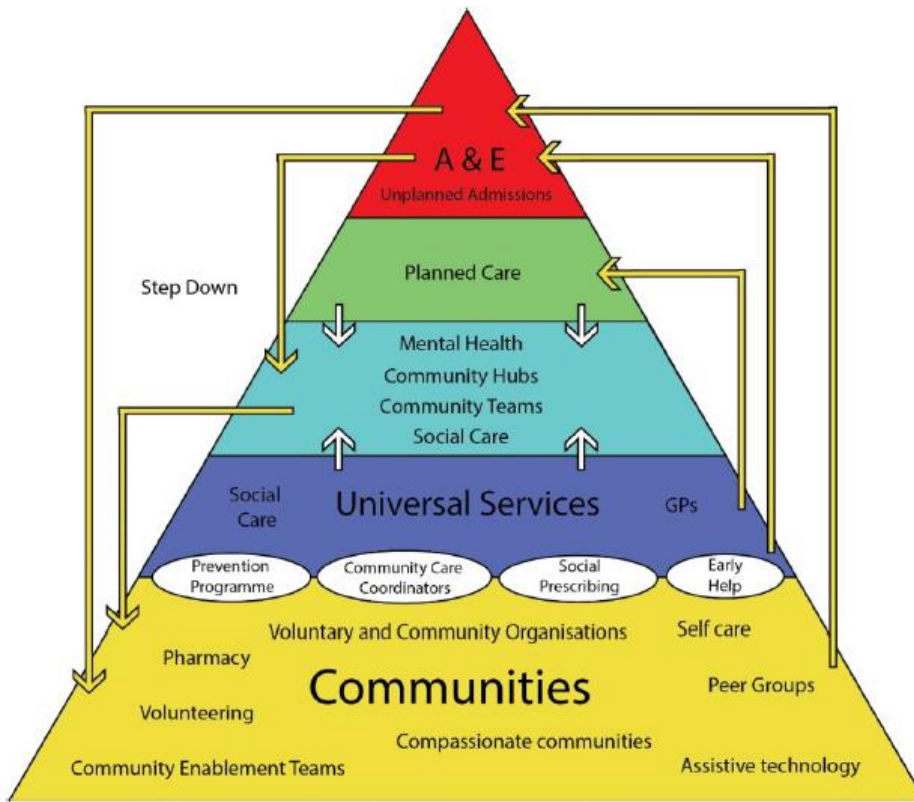 A & E
Unplanned Admissions
Step Down
Planned Care
Mental Health
Community Hubs
Community Teams
Social Care
Social
Care
Universal Services
GPs
Prevention
Programme
Community Care
Coordinators
Social
Prescribing
Early
Help
Voluntary and Community Organisations
Self care
Pharmacy
Communities
Peer Groups
Volunteering
Compassionate communities
Community Enablement Teams
Assistive technology